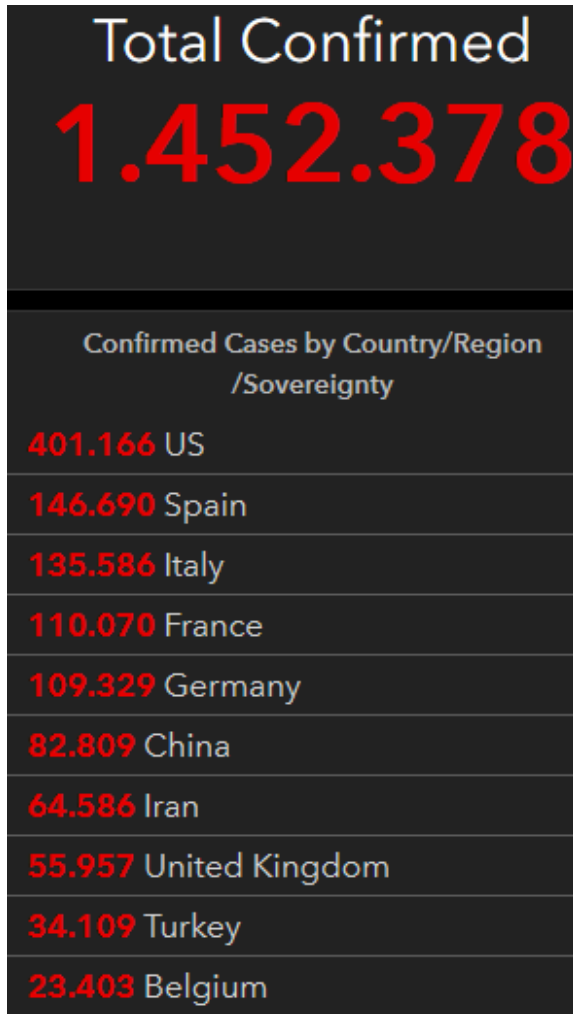 Total Confirmed
1.452.378
Confirmed Cases by Country/Region
/Sovereignty
401.166 US
146.690 Spain
135.586 Italy
110.070 France
109.329 Germany
82.809 China
64.586 Iran
55.957 United Kingdom
34.109 Turkey
23.403 Belgium